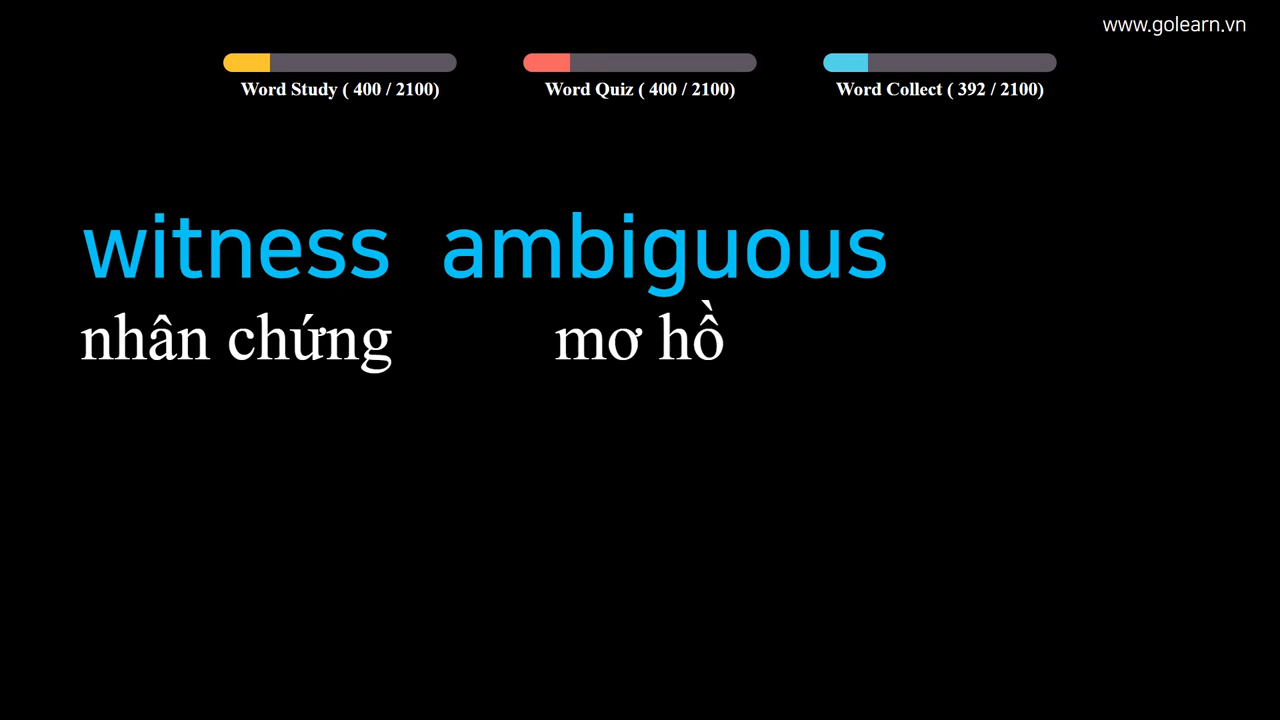 www.golearn.vn
Word Study ( 400 / 2100) Word Quiz ( 400 / 2100) Word Collect ( 392 / 2100)
witness ambiguous
nhân chứng mơ hồ